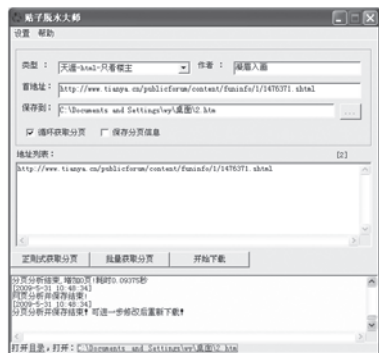 贴子脱水大师
设置 帮助
类型： 天涯-html-只看楼主 作者： 凝眉入画
首地址： http://www.tianya.cn/publicforum/content/funinfo/1/1476371.shtml
保存到： C:\Documents and Settings\wy\桌面\2.htm ...
循环获取分页 保存分页信息
地址列表： [2]
http://www.tianya.cn/publicforum/content/funinfo/1/1476371.shtml
正则式获取分页 批量获取分页 开始下载
分页分析结束,增加0页!耗时0.09375秒
[2009-5-31 10:48:34]
网页分析并保存结束!
[2009-5-31 10:48:34]
分页分析并保存结束! 可进一步修改后重新下载!
打开目录，打开：C:\Documents and Settings\wy\桌面\2.htm